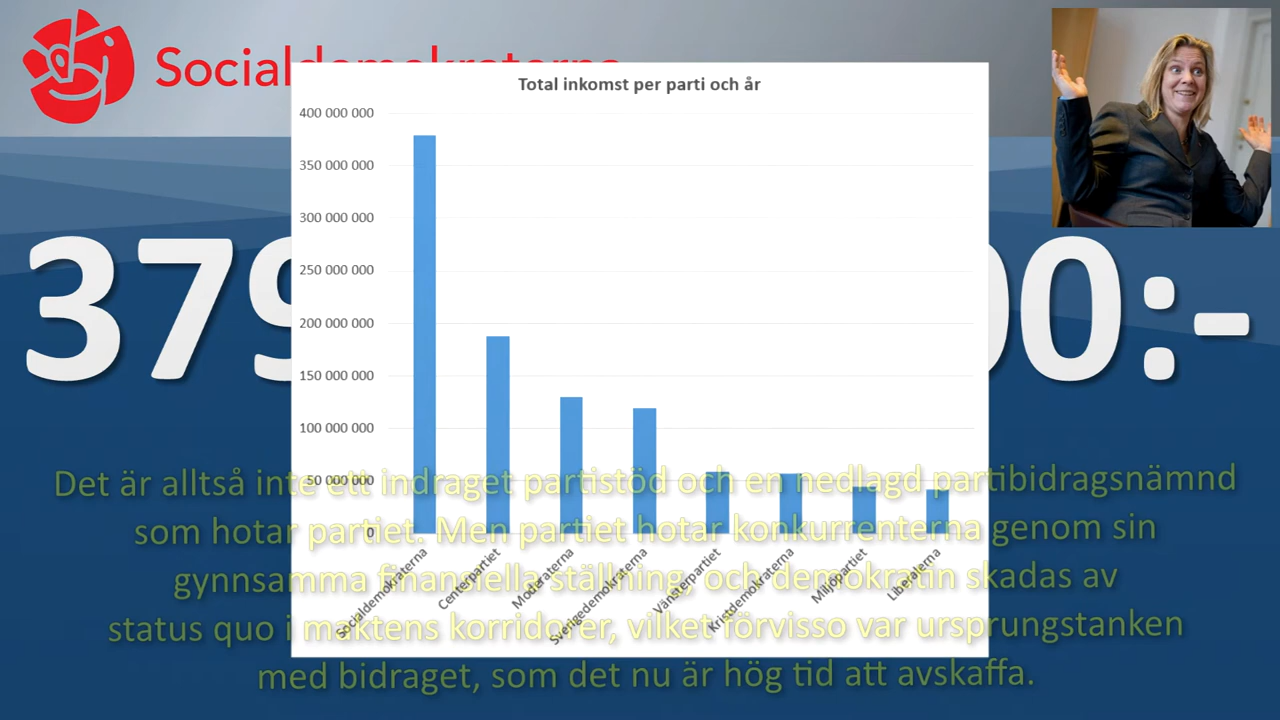 Socialdemokraterna
Total inkomst per parti och år
400 000 000
350 000 000
300 000 000
250 000 000
200 000 000
150 000 000
100 000 000
50 000 000
0
Socialdemokraterna
Centerpartiet
Moderaterna
Sverigedemokraterna
Vänsterpartiet
Kristdemokraterna
Miljöpartiet
Liberalerna
379
00:-
Det är alltså inte ett indraget partistöd och en nedlagd partibidragsnämnd
som hotar partiet. Men partiet hotar konkurrenterna genom sin
gynnsamma finansiella ställning, och demokratin skadas av
status quo i maktens korridorer, vilket förvisso var ursprungstanken
med bidraget, som det nu är hög tid att avskaffa.